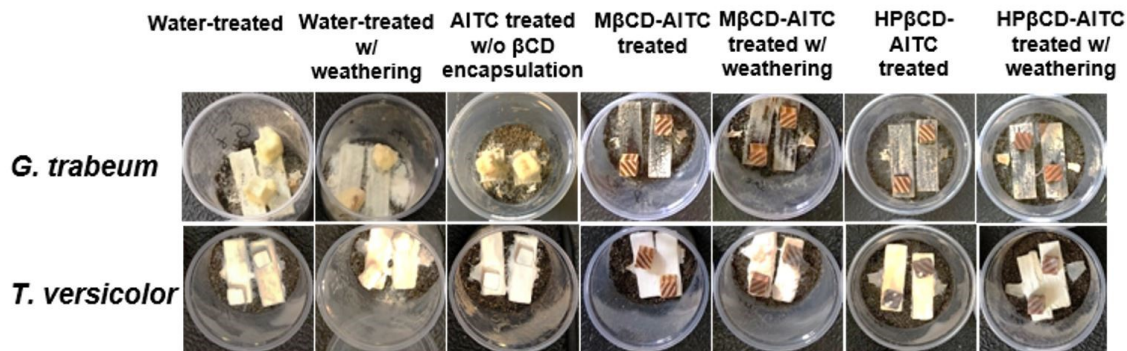 Water-treated
Water-treated
w/
weathering
AITC treated
w/o βCD
encapsulation
MβCD-AITC
treated
MβCD-AITC
treated w/
weathering
HPβCD-
AITC
treated
HPβCD-AITC
treated w/
weathering
G. trabeum
T. versicolor